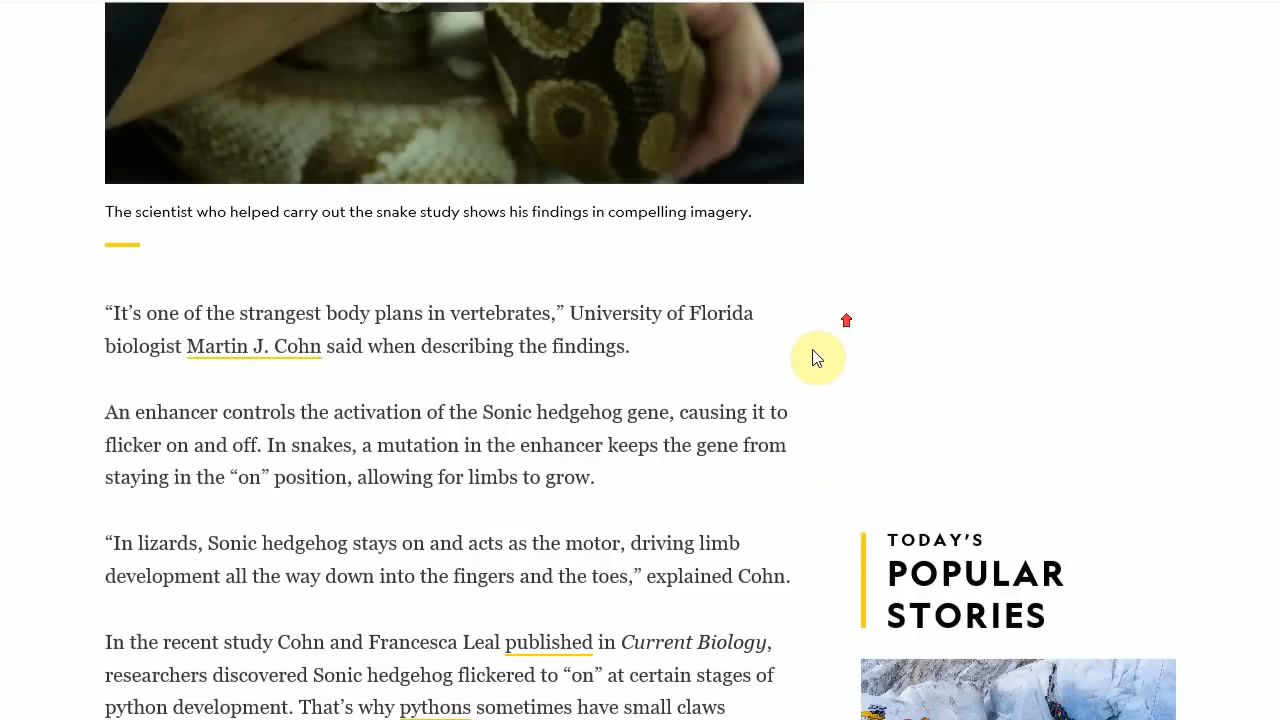 The scientist who helped carry out the snake study shows his findings in compelling imagery.
“It’s one of the strangest body plans in vertebrates,” University of Florida
biologist Martin J. Cohn said when describing the findings.
An enhancer controls the activation of the Sonic hedgehog gene, causing it to
flicker on and off. In snakes, a mutation in the enhancer keeps the gene from
staying in the “on” position, allowing for limbs to grow.
“In lizards, Sonic hedgehog stays on and acts as the motor, driving limb
development all the way down into the fingers and the toes,” explained Cohn.
In the recent study Cohn and Francesca Leal published in Current Biology,
researchers discovered Sonic hedgehog flickered to “on” at certain stages of
python development. That’s why pythons sometimes have small claws
TODAY’S
POPULAR
STORIES